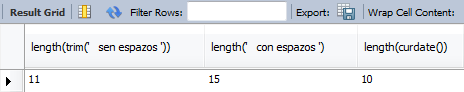 Result Grid Filter Rows: Export: Wrap Cell Content:
length(trim('   sen espazos ')) length('   con espazos ') length(curdate())
11 15 10